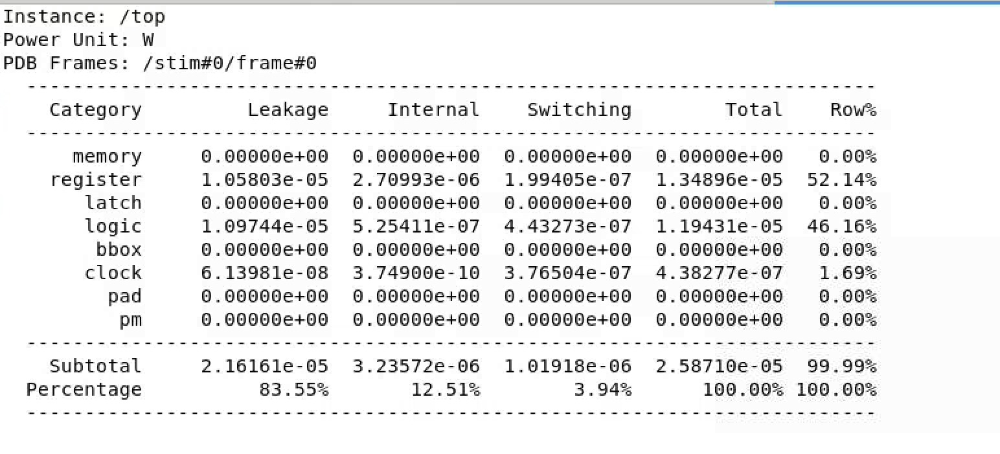 Instance: /top
Power Unit: W
PDB Frames: /stim#0/frame#0
-------------------------------------------------------------------------
Category Leakage Internal Switching Total Row%
-------------------------------------------------------------------------
memory 0.00000e+00 0.00000e+00 0.00000e+00 0.00000e+00 0.00%
register 1.05803e-05 2.70993e-06 1.99405e-07 1.34896e-05 52.14%
latch 0.00000e+00 0.00000e+00 0.00000e+00 0.00000e+00 0.00%
logic 1.09744e-05 5.25411e-07 4.43273e-07 1.19431e-05 46.16%
bbox 0.00000e+00 0.00000e+00 0.00000e+00 0.00000e+00 0.00%
clock 6.13981e-08 3.74900e-10 3.76504e-07 4.38277e-07 1.69%
pad 0.00000e+00 0.00000e+00 0.00000e+00 0.00000e+00 0.00%
pm 0.00000e+00 0.00000e+00 0.00000e+00 0.00000e+00 0.00%
-------------------------------------------------------------------------
Subtotal 2.16161e-05 3.23572e-06 1.01918e-06 2.58710e-05 99.99%
Percentage 83.55% 12.51% 3.94% 100.00% 100.00%
-------------------------------------------------------------------------